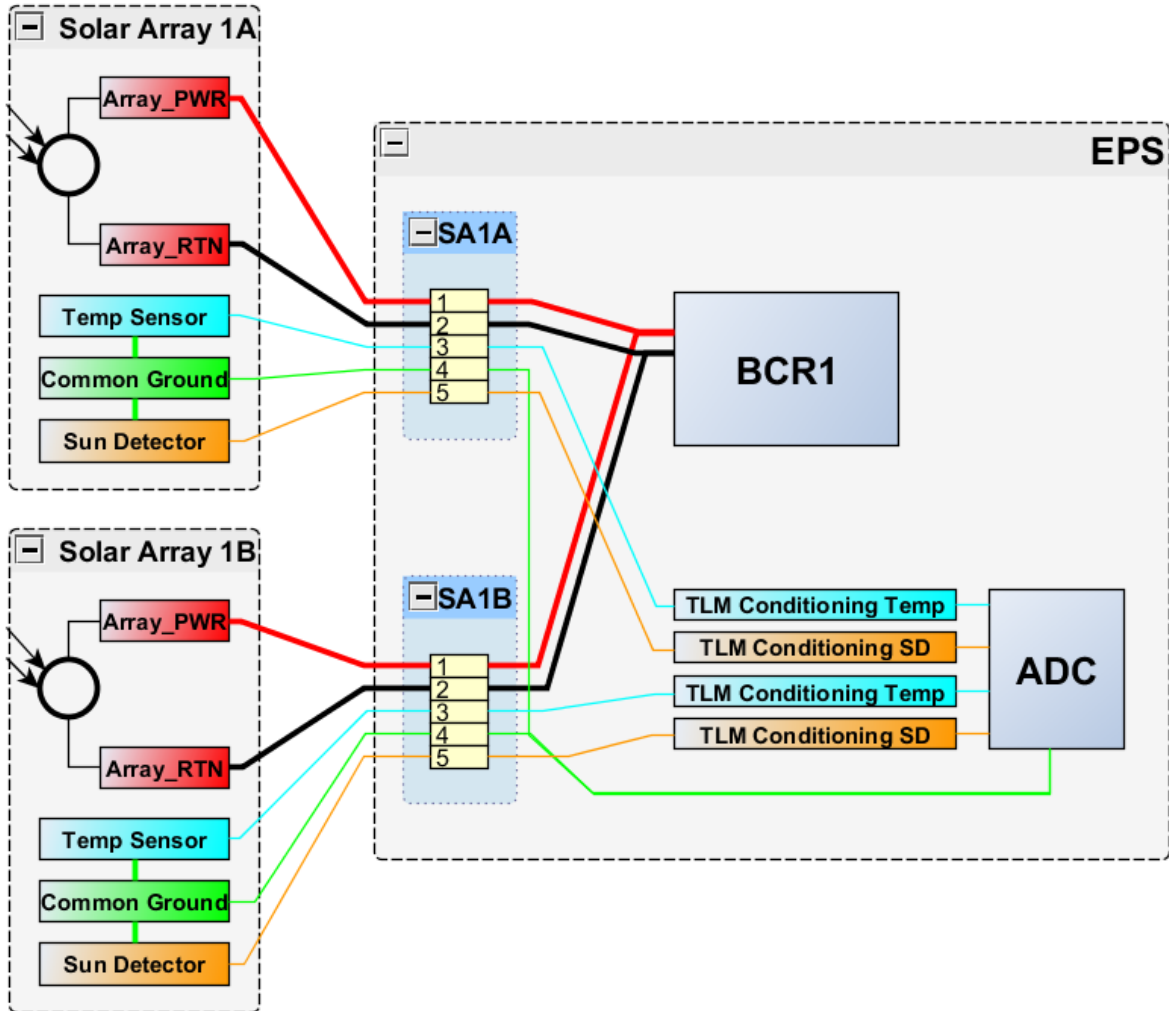 Solar Array 1A
Array_PWR
Array_RTN
Temp Sensor
Common Ground
Sun Detector
EPS
SA1A
1
2
3
4
5
BCR1
Solar Array 1B
Array_PWR
Array_RTN
Temp Sensor
Common Ground
Sun Detector
SA1B
1
2
3
4
5
TLM Conditioning Temp
TLM Conditioning SD
TLM Conditioning Temp
TLM Conditioning SD
ADC